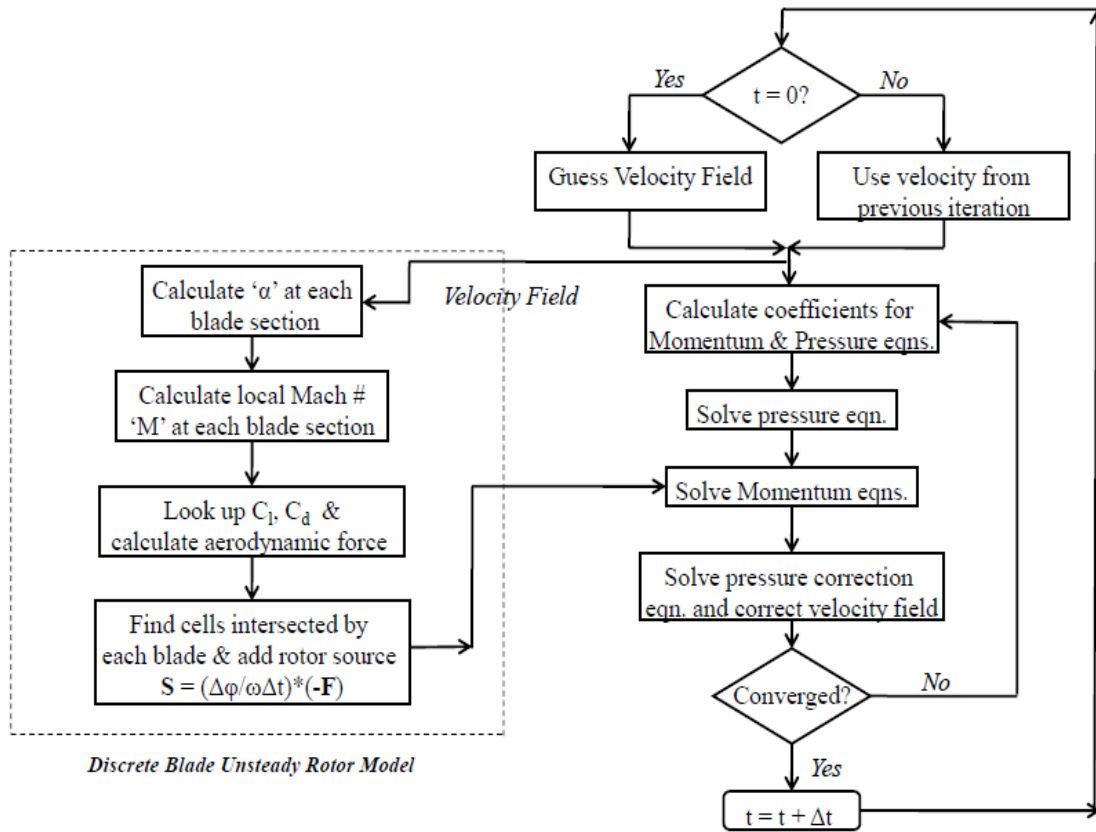 Yes
t = 0?
No
Guess Velocity Field
Use velocity from
previous iteration
Velocity Field
Calculate ‘α’ at each
blade section
Calculate local Mach #
‘M’ at each blade section
Look up Cl, Cd &
calculate aerodynamic force
Find cells intersected by
each blade & add rotor source
S = (Δφ/ωΔt)*(-F)
Discrete Blade Unsteady Rotor Model
Calculate coefficients for
Momentum & Pressure eqns.
Solve pressure eqn.
Solve Momentum eqns.
Solve pressure correction
eqn. and correct velocity field
Converged?
No
Yes
t = t + Δt